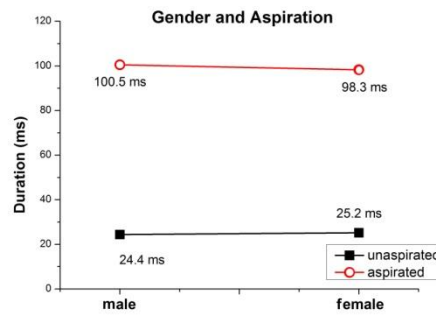 Gender and Aspiration
Duration (ms)
120
100
80
60
40
20
0
100.5 ms
98.3 ms
25.2 ms
24.4 ms
unaspirated
aspirated
male
female